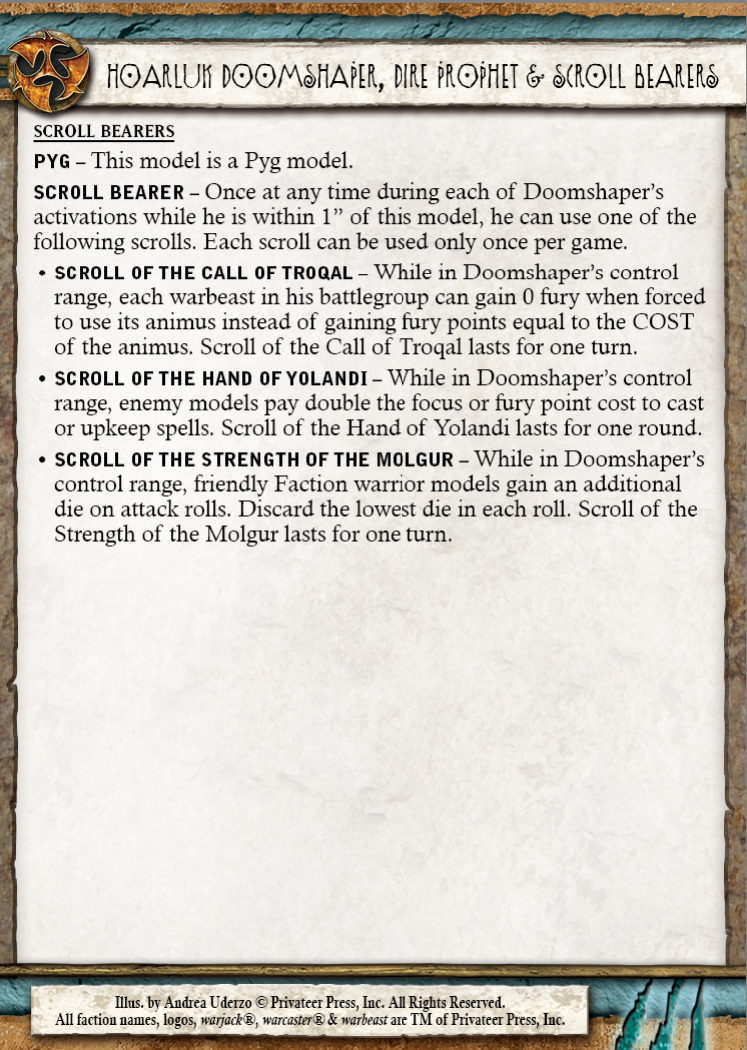 HOARLUK DOOMSHAPER, DIRE PROPHET & SCROLL BEARERS
SCROLL BEARERS
PYG – This model is a Pyg model.
SCROLL BEARER – Once at any time during each of Doomshaper’s
activations while he is within 1” of this model, he can use one of the
following scrolls. Each scroll can be used only once per game.
• SCROLL OF THE CALL OF TROQAL – While in Doomshaper’s control
range, each warbeast in his battlegroup can gain 0 fury when forced
to use its animus instead of gaining fury points equal to the COST
of the animus. Scroll of the Call of Troqal lasts for one turn.
• SCROLL OF THE HAND OF YOLANDI – While in Doomshaper’s control
range, enemy models pay double the focus or fury point cost to cast
or upkeep spells. Scroll of the Hand of Yolandi lasts for one round.
• SCROLL OF THE STRENGTH OF THE MOLGUR – While in Doomshaper’s
control range, friendly Faction warrior models gain an additional
die on attack rolls. Discard the lowest die in each roll. Scroll of the
Strength of the Molgur lasts for one turn.
Illus. by Andrea Uderzo © Privateer Press, Inc. All Rights Reserved.
All faction names, logos, warjack®, warcaster® & warbeast are TM of Privateer Press, Inc.